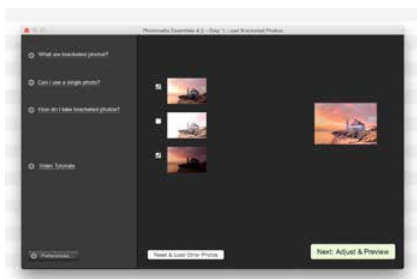 Photomatix Essentials 4.2 - Step 1: Load Bracketed Photos
What are bracketed photos?
Can I use a single photo?
How do I take bracketed photos?
Video Tutorials
Preferences...
Reset & Load Other Photos
Next: Adjust & Preview